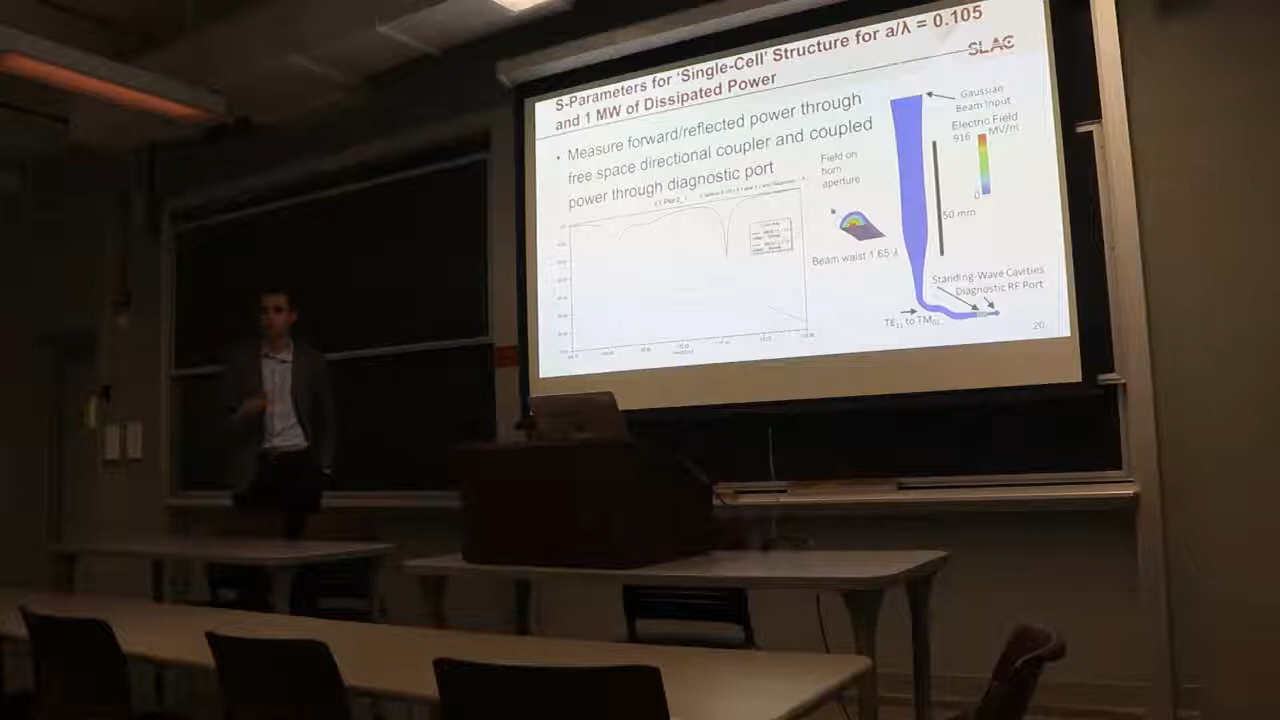 S-Parameters for 'Single-Cell' Structure for a/λ = 0.105
and 1 MW of Dissipated Power
SLAC
• Measure forward/reflected power through
free space directional coupler and coupled
power through diagnostic port
Field on
horn
aperture
Beam waist 1.65 λ
Gaussian
Beam Input
Electric Field
916 MV/m
0
50 mm
Standing-Wave Cavities
Diagnostic RF Port
to
20